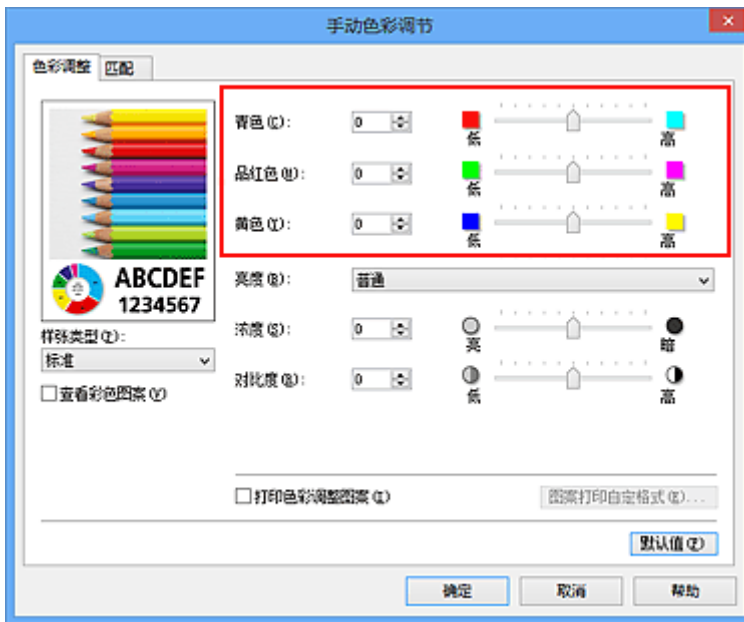 手动色彩调节
色彩调整 匹配
ABCDEF
1234567
样张类型(T):
标准
查看彩色图案(V)
青色(C): 0 低 高
品红色(M): 0 低 高
黄色(Y): 0 低 高
亮度(B): 普通
浓度(S): 0 亮 暗
对比度(R): 0 低 高
打印色彩调整图案(L) 图案打印自定格式(E)...
默认值(F)
确定 取消 帮助